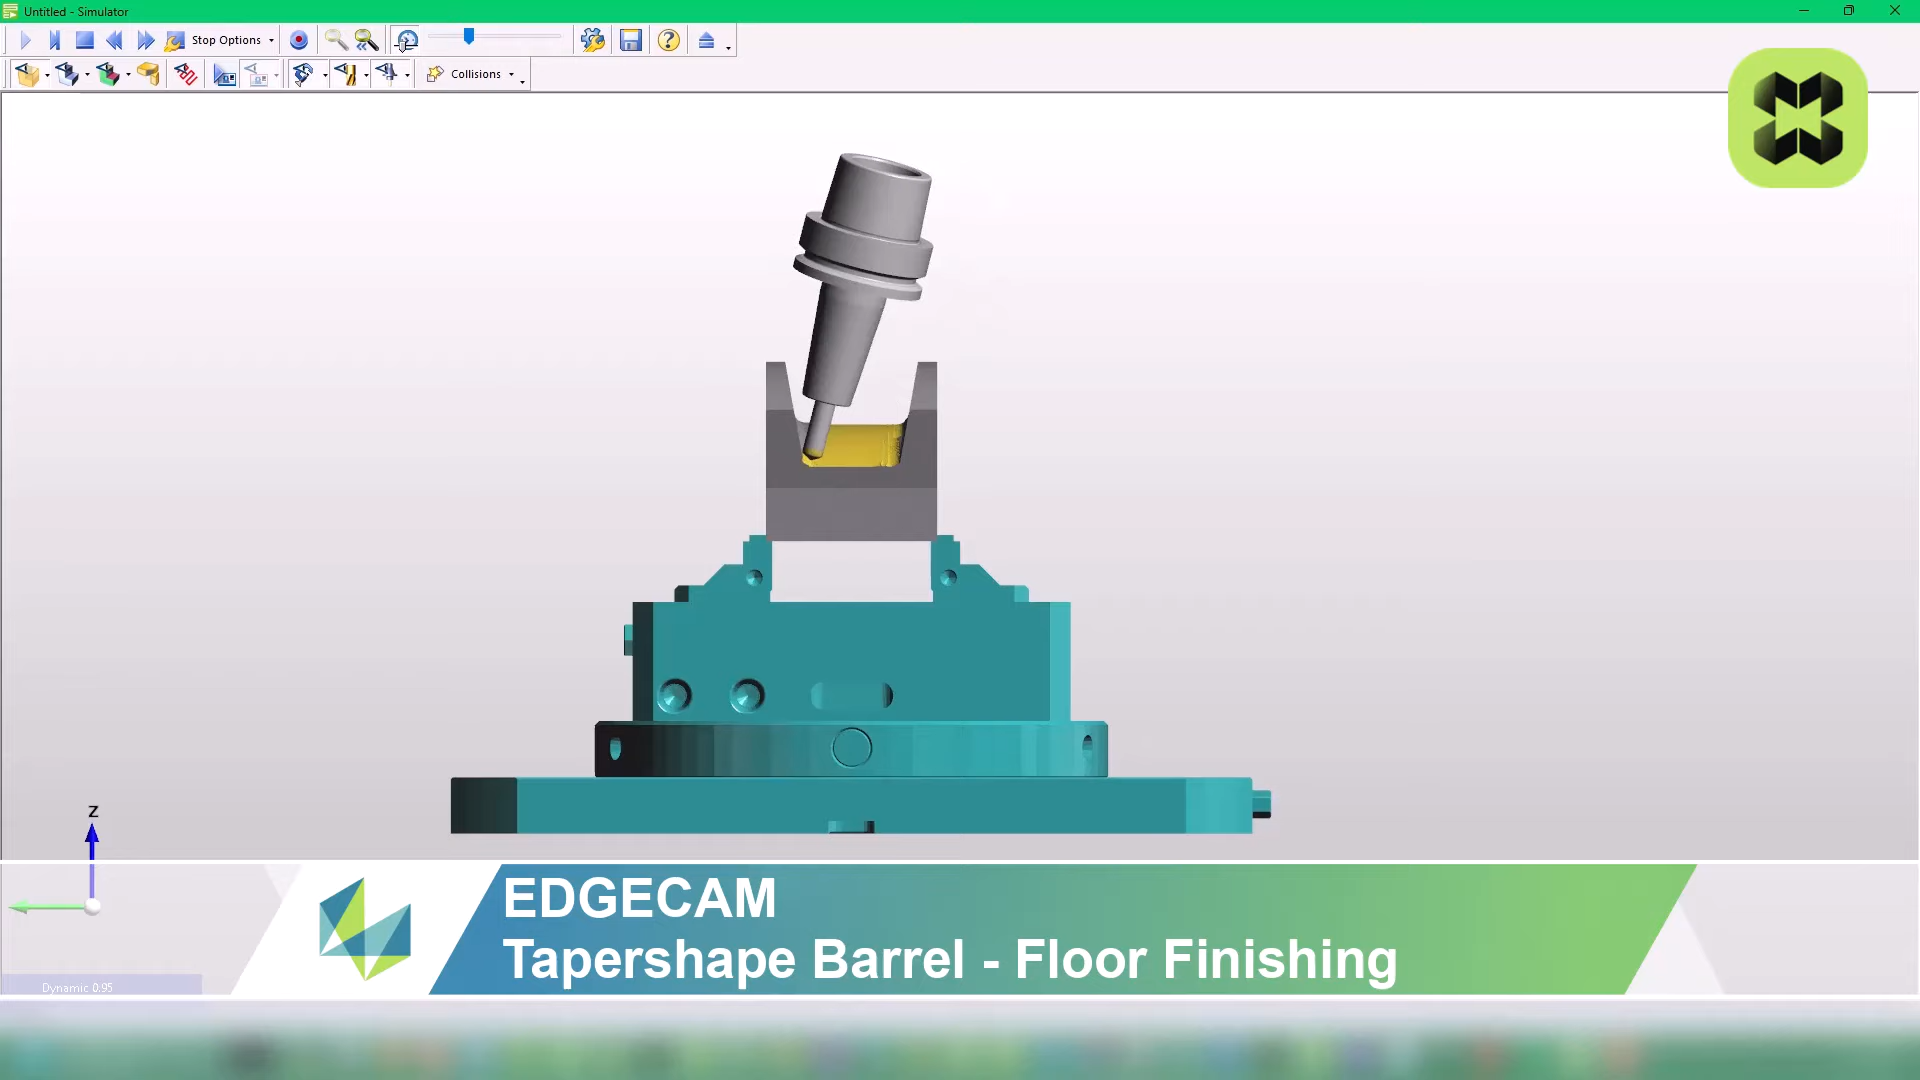 Untitled - Simulator
Stop Options
Collisions
Z
EDGECAM
Tapershape Barrel - Floor Finishing
Dynamic 0.95